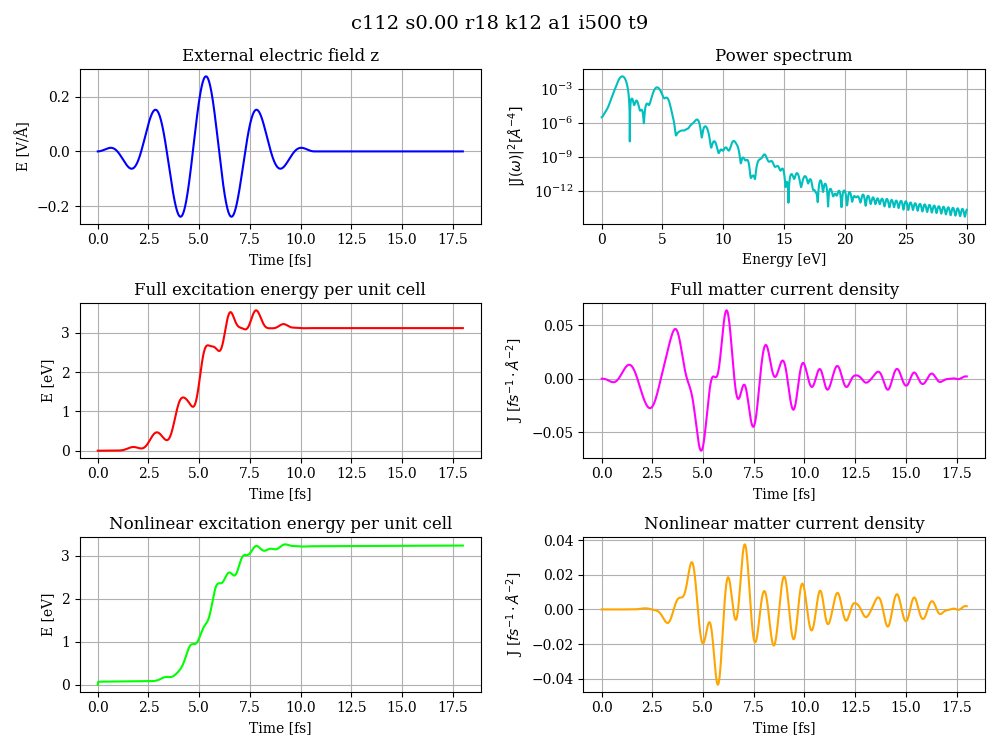 c112 s0.00 r18 k12 a1 i500 t9
External electric field z
E [V/Å]
0.2
0.0
−0.2
0.0 2.5 5.0 7.5 10.0 12.5 15.0 17.5
Time [fs]
Power spectrum
|J(ω)|² [Å⁻⁴]
10⁻³
10⁻⁶
10⁻⁹
10⁻¹²
0 5 10 15 20 25 30
Energy [eV]
Full excitation energy per unit cell
E [eV]
3
2
1
0
0.0 2.5 5.0 7.5 10.0 12.5 15.0 17.5
Time [fs]
Full matter current density
J [fs⁻¹ · Å⁻²]
0.05
0.00
−0.05
0.0 2.5 5.0 7.5 10.0 12.5 15.0 17.5
Time [fs]
Nonlinear excitation energy per unit cell
E [eV]
3
2
1
0
0.0 2.5 5.0 7.5 10.0 12.5 15.0 17.5
Time [fs]
Nonlinear matter current density
J [fs⁻¹ · Å⁻²]
0.04
0.02
0.00
−0.02
−0.04
0.0 2.5 5.0 7.5 10.0 12.5 15.0 17.5
Time [fs]